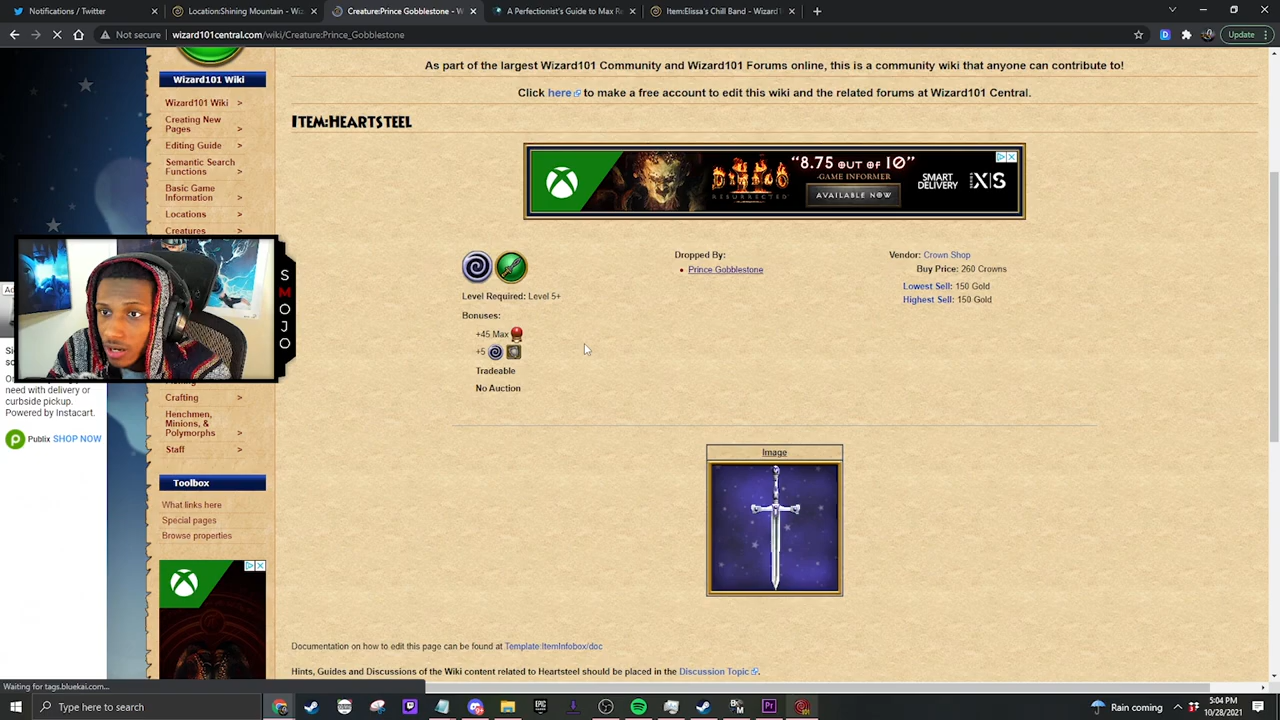 Notifications / Twitter
Shining Mountain - Wiz
Creature:Prince Gobblestone - W
A Perfectionist's Guide to Max Re
Item:Elissa's Chill Band - Wizard1
Not secure
wizard101central.com/wiki/Creature:Prince_Gobblestone
Update
As part of the largest Wizard101 Community and Wizard101 Forums online, this is a community wiki that anyone can contribute to!
Click here to make a free account to edit this wiki and the related forums at Wizard101 Central.
Wizard101 Wiki
Wizard101 Wiki >
Creating New
Pages >
Editing Guide >
Semantic Search
Functions >
Basic Game
Information >
Locations >
Creatures >
Crafting >
Henchmen,
Minions, &
Polymorphs >
Staff >
Toolbox
What links here
Special pages
Browse properties
ITEM:HEARTSTEEL
"8.75 OUT OF 10"
-GAME INFORMER
AVAILABLE NOW
SMART
DELIVERY
X|S
DIABLO
RESURRECTED
Level Required: Level 5+
Bonuses:
+45 Max
+5
Tradeable
No Auction
Dropped By:
Prince Gobblestone
Vendor: Crown Shop
Buy Price: 260 Crowns
Lowest Sell: 150 Gold
Highest Sell: 150 Gold
Image
Documentation on how to edit this page can be found at Template:ItemInfobox/doc
Hints, Guides and Discussions of the Wiki content related to Heartsteel should be placed in the Discussion Topic.
S
M
O
J
O
need with delivery or
curbside pickup.
Powered by Instacart.
Publix SHOP NOW
Waiting for tags.bluekai.com...
Type here to search
Rain coming
5:04 PM
10/28/2021